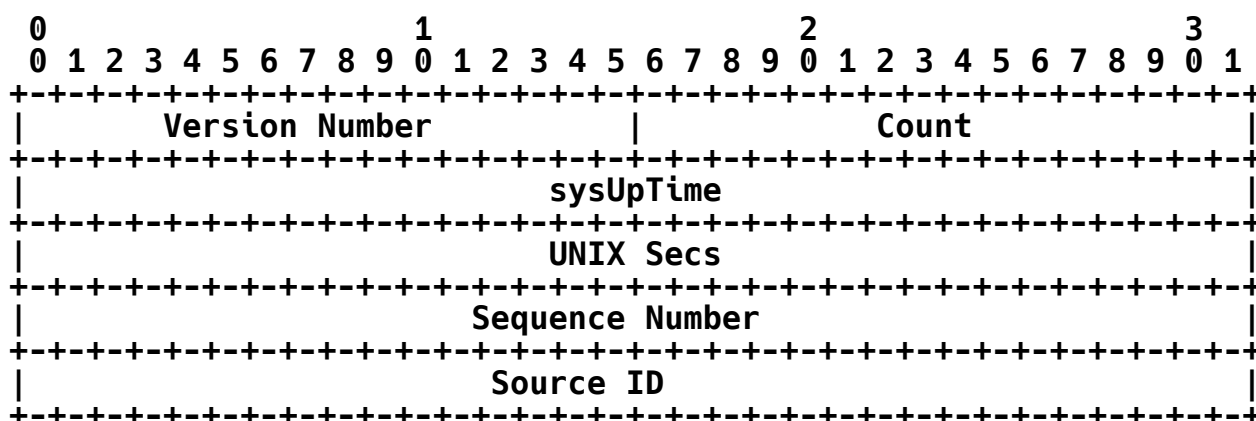 0                   1                   2                   3
 0 1 2 3 4 5 6 7 8 9 0 1 2 3 4 5 6 7 8 9 0 1 2 3 4 5 6 7 8 9 0 1
+-+-+-+-+-+-+-+-+-+-+-+-+-+-+-+-+-+-+-+-+-+-+-+-+-+-+-+-+-+-+-+-+
|       Version Number          |            Count              |
+-+-+-+-+-+-+-+-+-+-+-+-+-+-+-+-+-+-+-+-+-+-+-+-+-+-+-+-+-+-+-+-+
|                           sysUpTime                           |
+-+-+-+-+-+-+-+-+-+-+-+-+-+-+-+-+-+-+-+-+-+-+-+-+-+-+-+-+-+-+-+-+
|                           UNIX Secs                           |
+-+-+-+-+-+-+-+-+-+-+-+-+-+-+-+-+-+-+-+-+-+-+-+-+-+-+-+-+-+-+-+-+
|                       Sequence Number                         |
+-+-+-+-+-+-+-+-+-+-+-+-+-+-+-+-+-+-+-+-+-+-+-+-+-+-+-+-+-+-+-+-+
|                        Source ID                              |
+-+-+-+-+-+-+-+-+-+-+-+-+-+-+-+-+-+-+-+-+-+-+-+-+-+-+-+-+-+-+-+-+